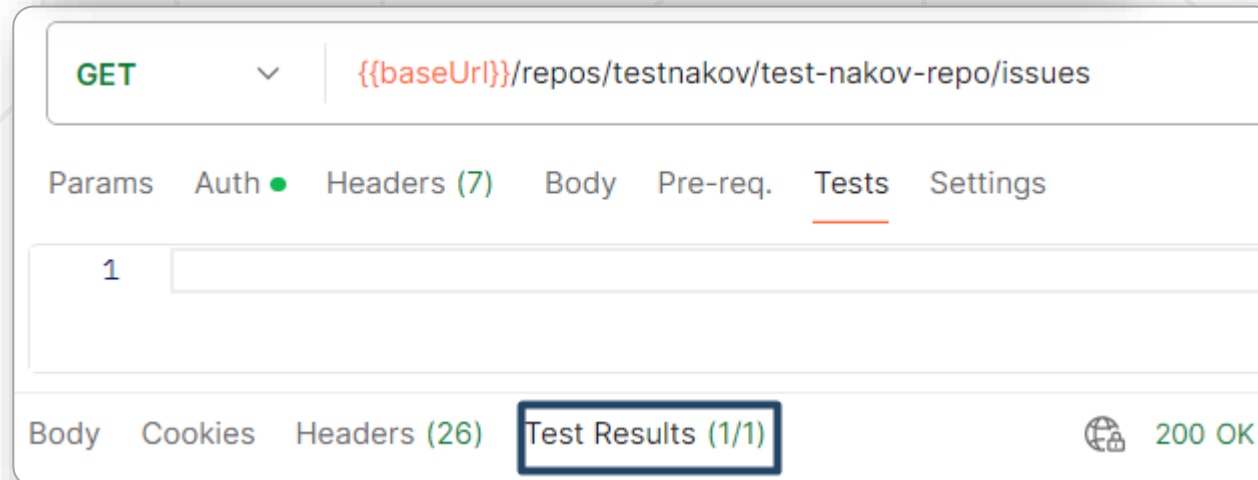 GET {{baseUrl}}/repos/testnakov/test-nakov-repo/issues
Params Auth Headers (7) Body Pre-req. Tests Settings
1
Body Cookies Headers (26) Test Results (1/1) 200 OK